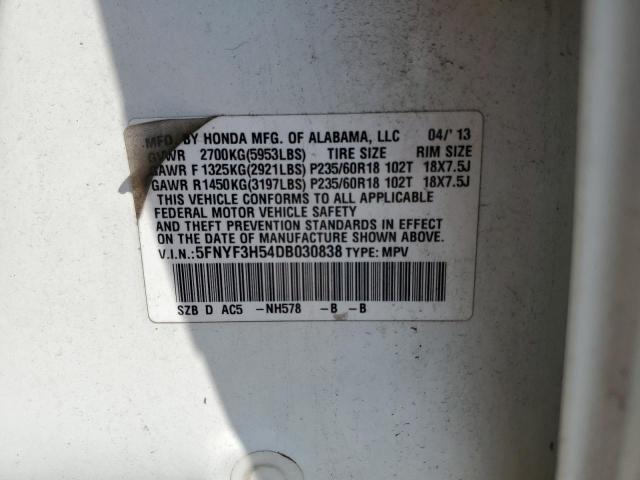 MFD. BY HONDA MFG. OF ALABAMA, LLC 04/'13
GVWR 2700KG(5953LBS) TIRE SIZE RIM SIZE
GAWR F 1325KG(2921LBS) P235/60R18 102T 18X7.5J
GAWR R1450KG(3197LBS) P235/60R18 102T 18X7.5J
THIS VEHICLE CONFORMS TO ALL APPLICABLE
FEDERAL MOTOR VEHICLE SAFETY
AND THEFT PREVENTION STANDARDS IN EFFECT
ON THE DATE OF MANUFACTURE SHOWN ABOVE.
V.I.N.:5FNYF3H54DB030838 TYPE: MPV
SZB D AC5 -NH578 -B -B